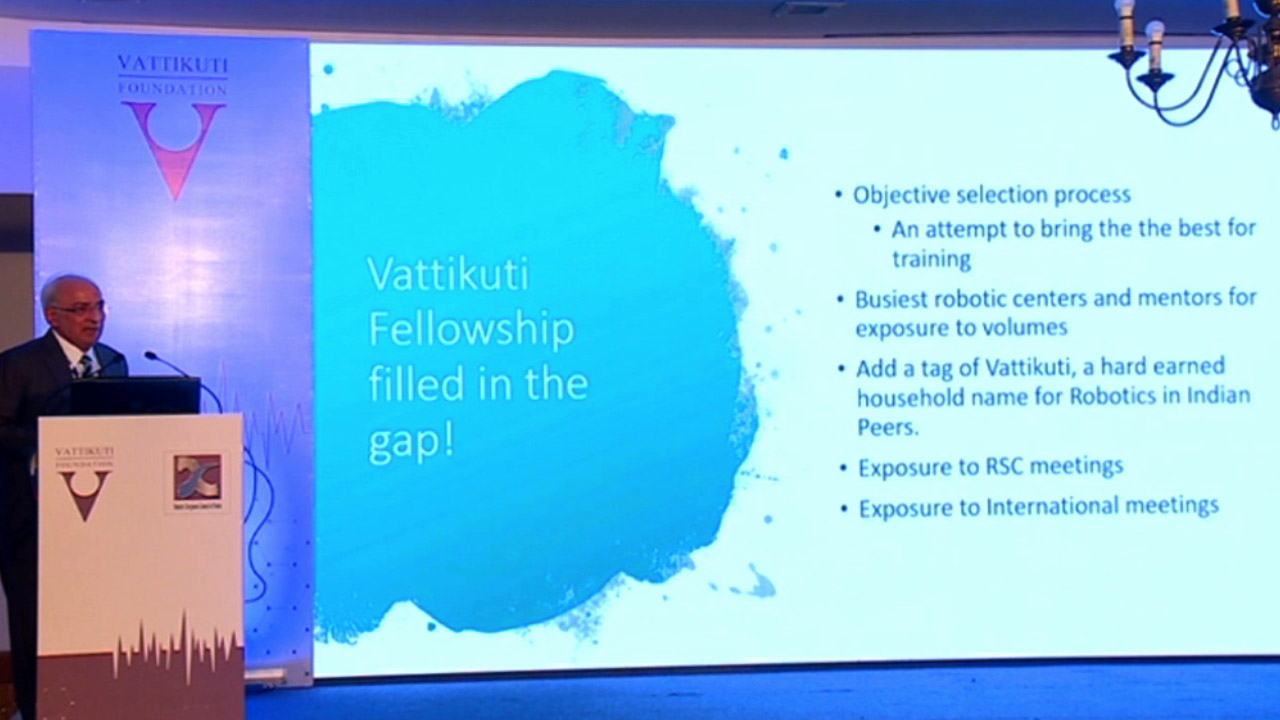 VATTIKUTI
FOUNDATION
Vattikuti
Fellowship
filled in the
gap!
• Objective selection process
• An attempt to bring the the best for
training
• Busiest robotic centers and mentors for
exposure to volumes
• Add a tag of Vattikuti, a hard earned
household name for Robotics in Indian
Peers.
• Exposure to RSC meetings
• Exposure to International meetings
VATTIKUTI
FOUNDATION